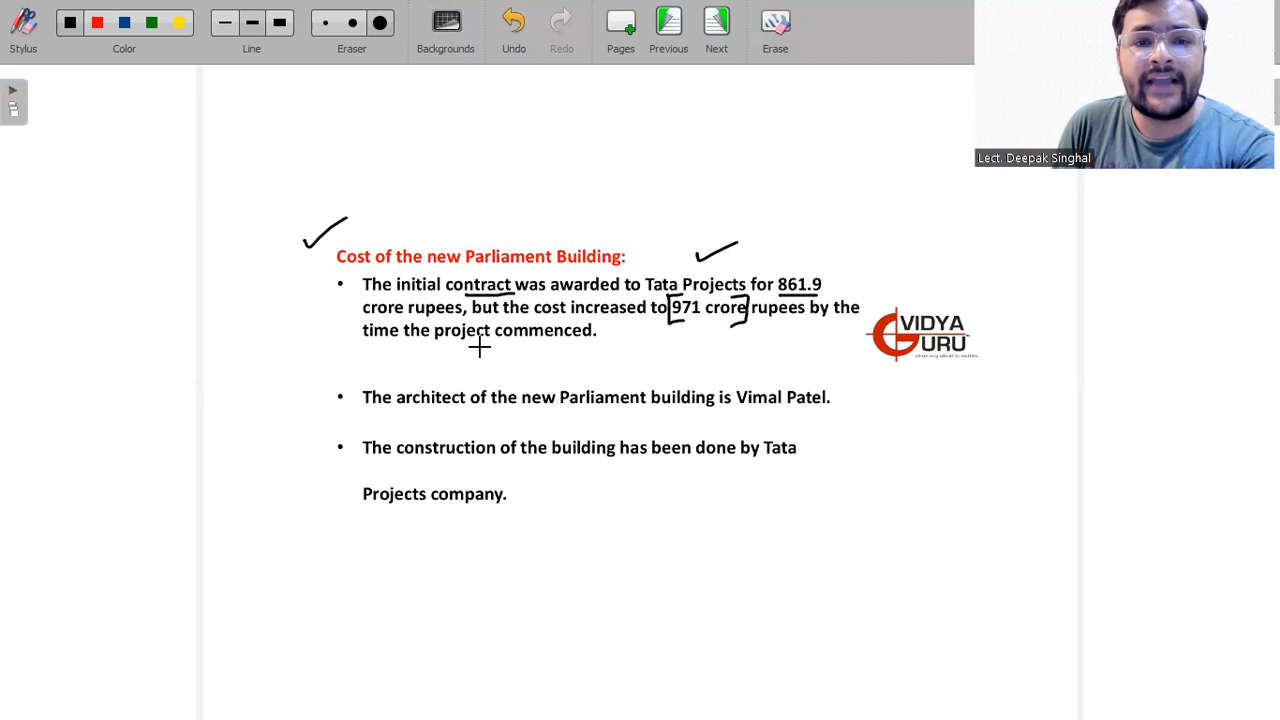 Stylus
Color
Line
Eraser
Backgrounds
Undo
Redo
Pages
Previous
Next
Erase
Lect. Deepak Singhal
Cost of the new Parliament Building:
• The initial contract was awarded to Tata Projects for 861.9
crore rupees, but the cost increased to [971 crore] rupees by the
time the project commenced.
VIDYA
GURU
• The architect of the new Parliament building is Vimal Patel.
• The construction of the building has been done by Tata
Projects company.